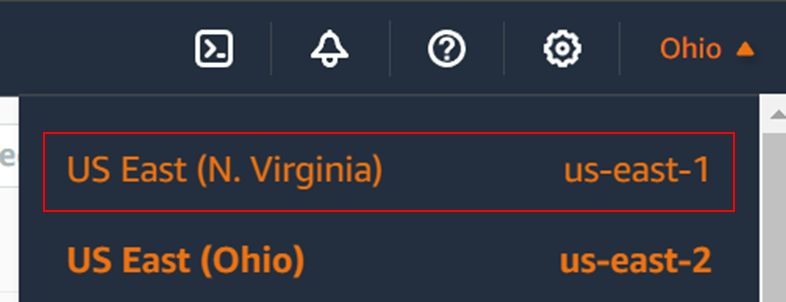 Ohio
US East (N. Virginia) us-east-1
US East (Ohio) us-east-2